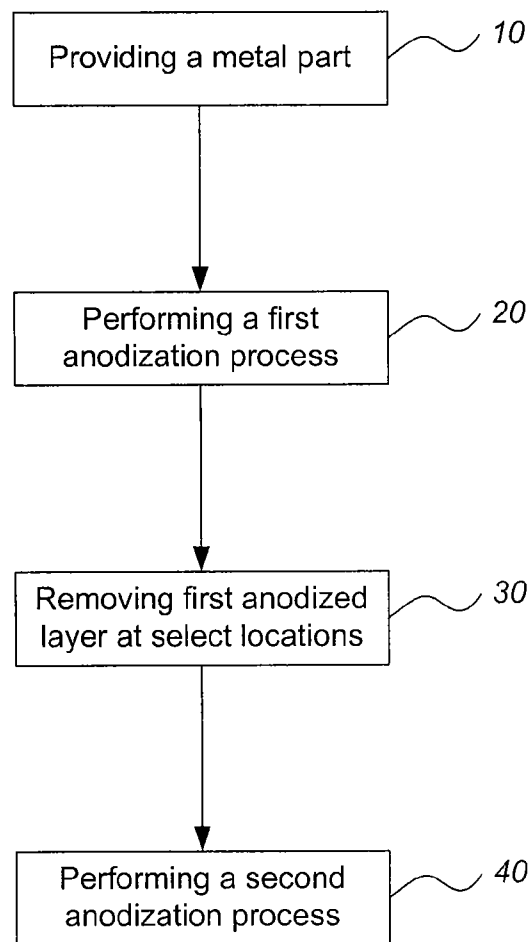 Providing a metal part
10
Performing a first
anodization process
20
Removing first anodized
layer at select locations
30
Performing a second
anodization process
40